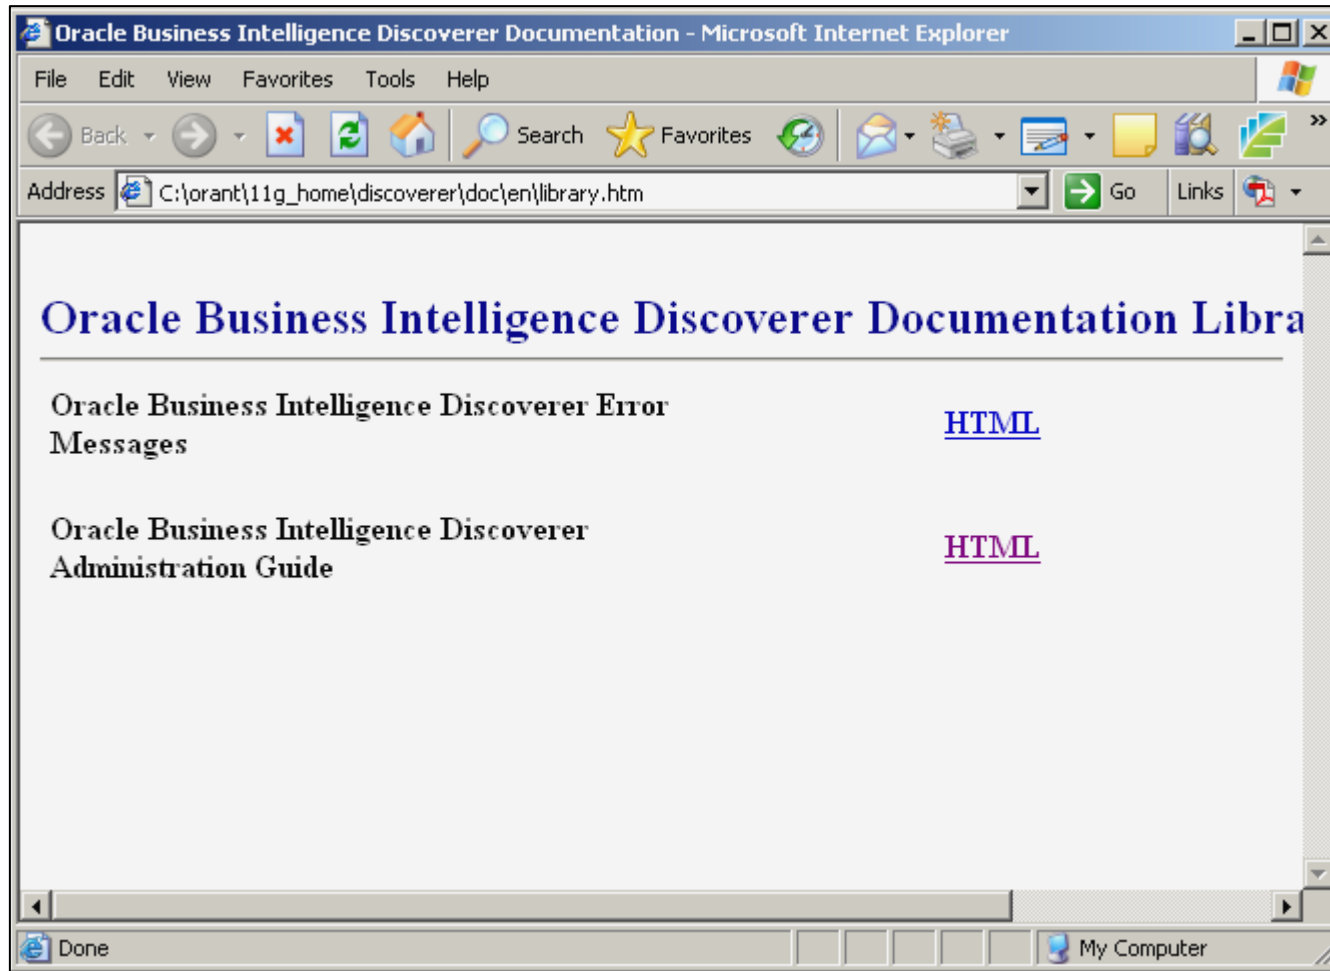 Oracle Business Intelligence Discoverer Documentation - Microsoft Internet Explorer
File Edit View Favorites Tools Help
Back Search Favorites »
Address C:\orant\11g_home\discoverer\doc\en\library.htm Go Links
Oracle Business Intelligence Discoverer Documentation Libra
Oracle Business Intelligence Discoverer Error
Messages
HTML
Oracle Business Intelligence Discoverer
Administration Guide
HTML
Done My Computer